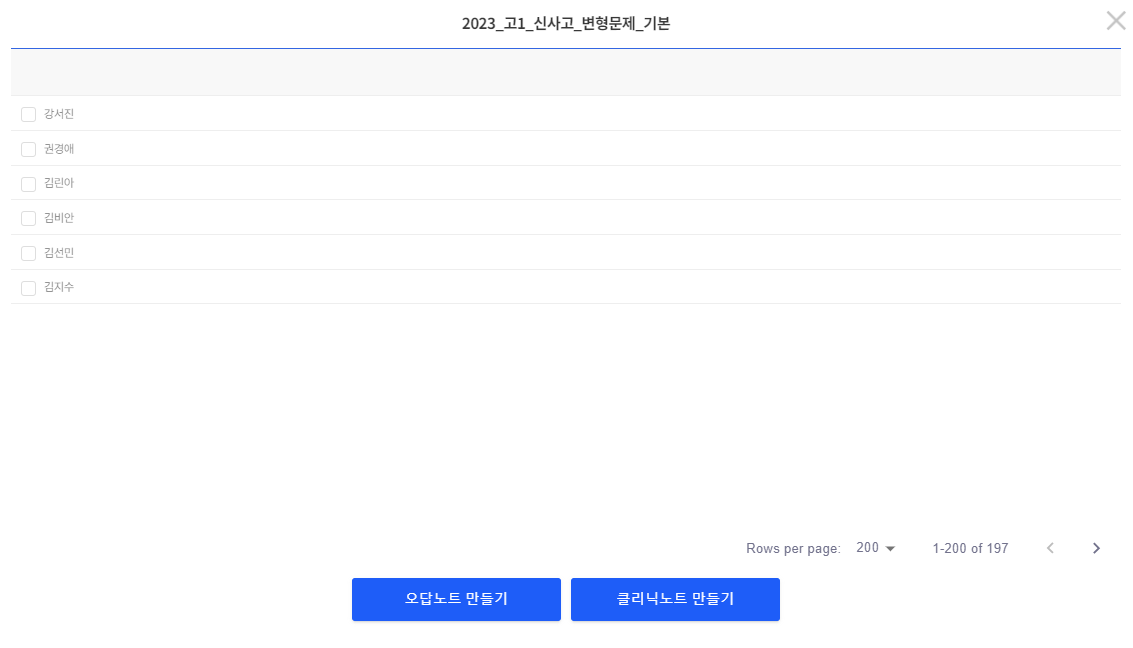 2023_고1_신사고_변형문제_기본
강서진
권경애
김린아
김비안
김선민
김지수
Rows per page: 200 1-200 of 197
오답노트 만들기 클리닉노트 만들기